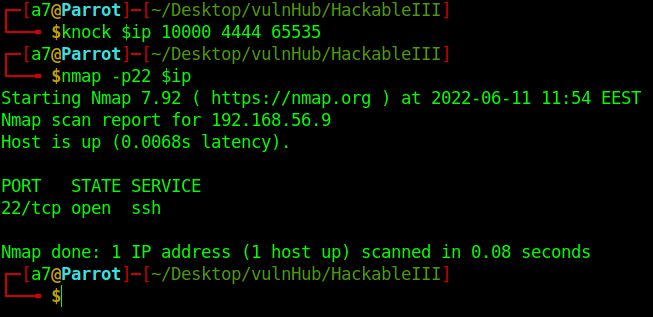 ┌─[a7@Parrot]─[~/Desktop/vulnHub/HackableIII]
└──╼ $knock $ip 10000 4444 65535
┌─[a7@Parrot]─[~/Desktop/vulnHub/HackableIII]
└──╼ $nmap -p22 $ip
Starting Nmap 7.92 ( https://nmap.org ) at 2022-06-11 11:54 EEST
Nmap scan report for 192.168.56.9
Host is up (0.0068s latency).
PORT   STATE SERVICE
22/tcp open  ssh
Nmap done: 1 IP address (1 host up) scanned in 0.08 seconds
┌─[a7@Parrot]─[~/Desktop/vulnHub/HackableIII]
└──╼ $